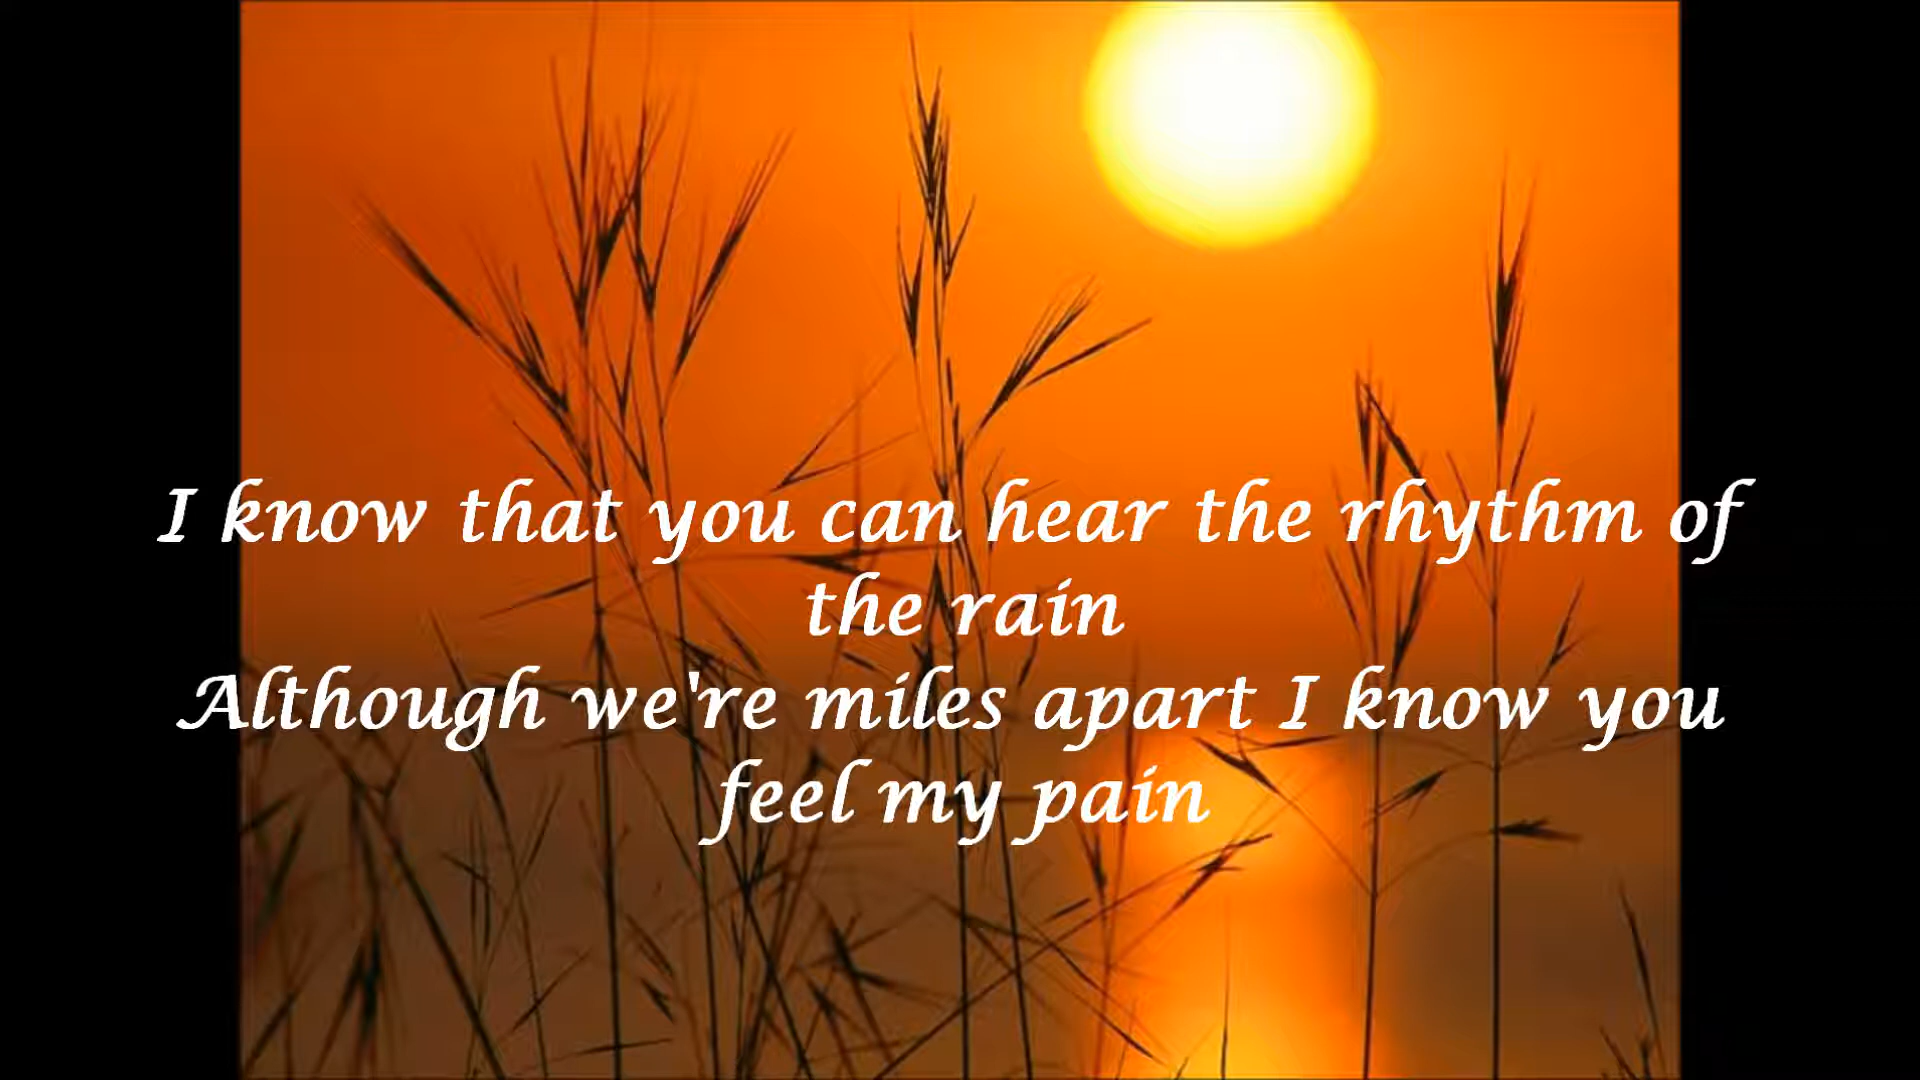 I know that you can hear the rhythm of
the rain
Although we're miles apart I know you
feel my pain